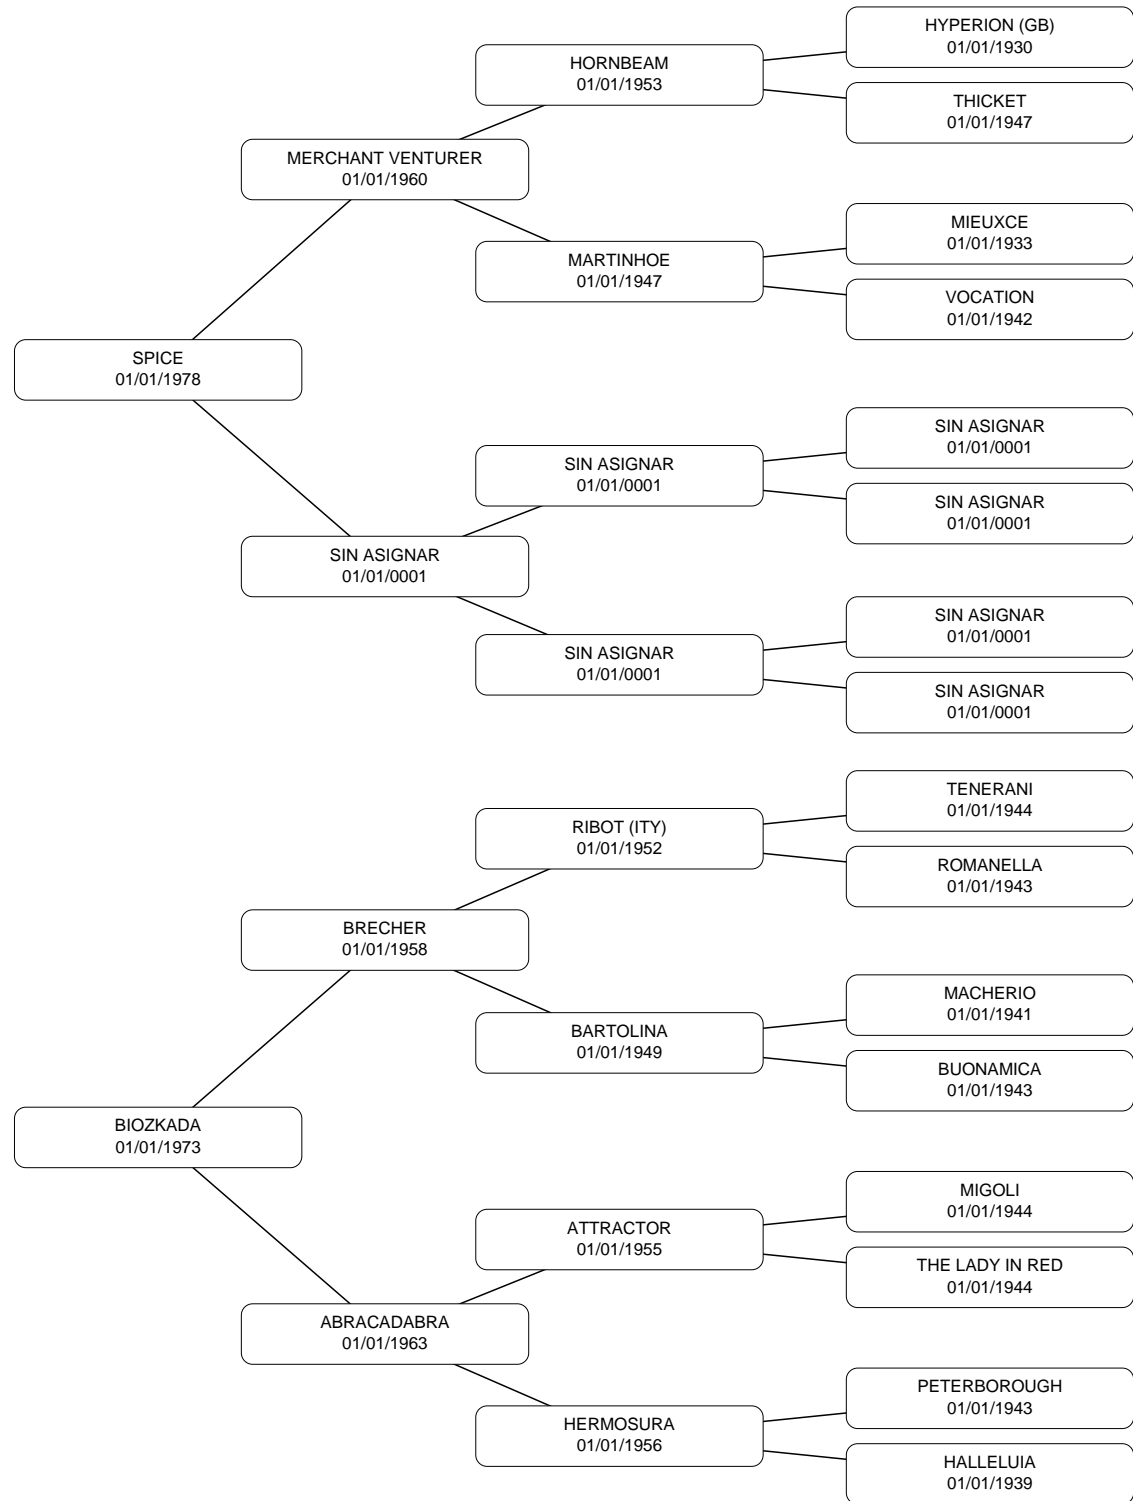 HYPERION (GB)
01/01/1930
HORNBEAM
01/01/1953
THICKET
01/01/1947
MERCHANT VENTURER
01/01/1960
MIEUXCE
01/01/1933
MARTINHOE
01/01/1947
VOCATION
01/01/1942
SPICE
01/01/1978
SIN ASIGNAR
01/01/0001
SIN ASIGNAR
01/01/0001
SIN ASIGNAR
01/01/0001
SIN ASIGNAR
01/01/0001
SIN ASIGNAR
01/01/0001
SIN ASIGNAR
01/01/0001
SIN ASIGNAR
01/01/0001
TENERANI
01/01/1944
RIBOT (ITY)
01/01/1952
ROMANELLA
01/01/1943
BRECHER
01/01/1958
MACHERIO
01/01/1941
BARTOLINA
01/01/1949
BUONAMICA
01/01/1943
BIOZKADA
01/01/1973
MIGOLI
01/01/1944
ATTRACTOR
01/01/1955
THE LADY IN RED
01/01/1944
ABRACADABRA
01/01/1963
PETERBOROUGH
01/01/1943
HERMOSURA
01/01/1956
HALLELUIA
01/01/1939